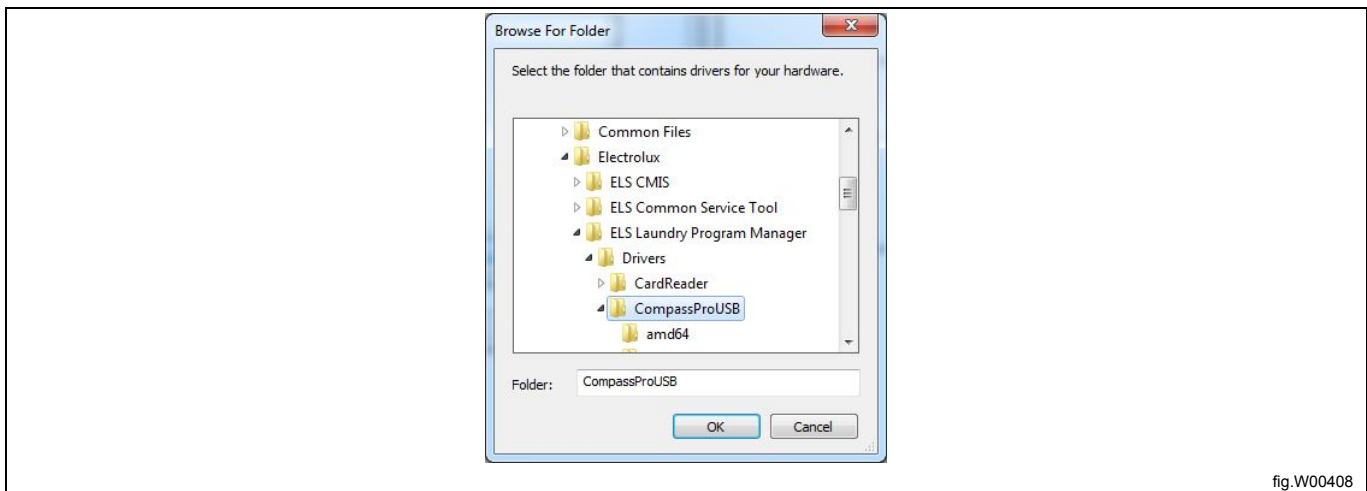 Browse For Folder
Select the folder that contains drivers for your hardware.
Common Files
Electrolux
ELS CMIS
ELS Common Service Tool
ELS Laundry Program Manager
Drivers
CardReader
CompassProUSB
amd64
Folder: CompassProUSB
OK Cancel
fig.W00408